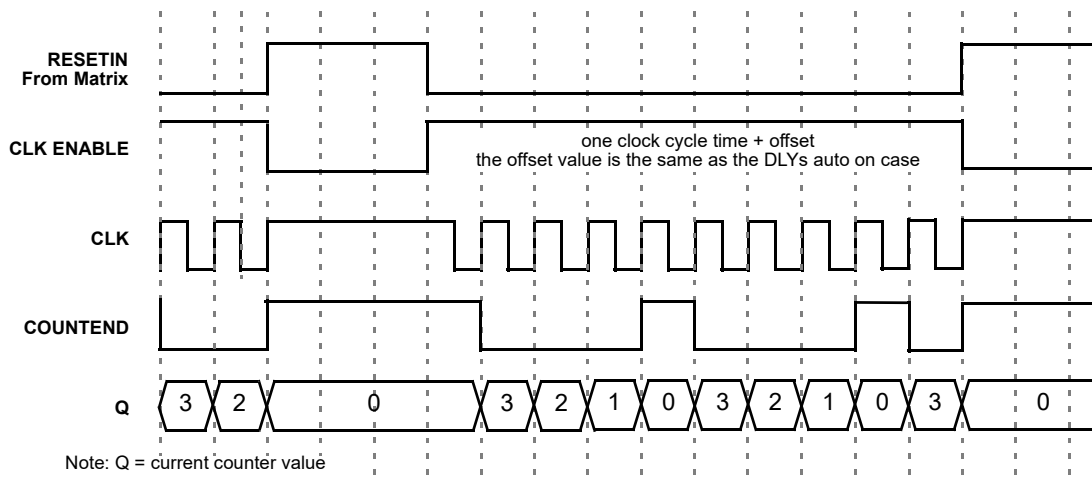 RESETIN
From Matrix
CLK ENABLE
one clock cycle time + offset
the offset value is the same as the DLYs auto on case
CLK
COUNTEND
Q
3 2 0 3 2 1 0 3 2 1 0 3 0
Note: Q = current counter value